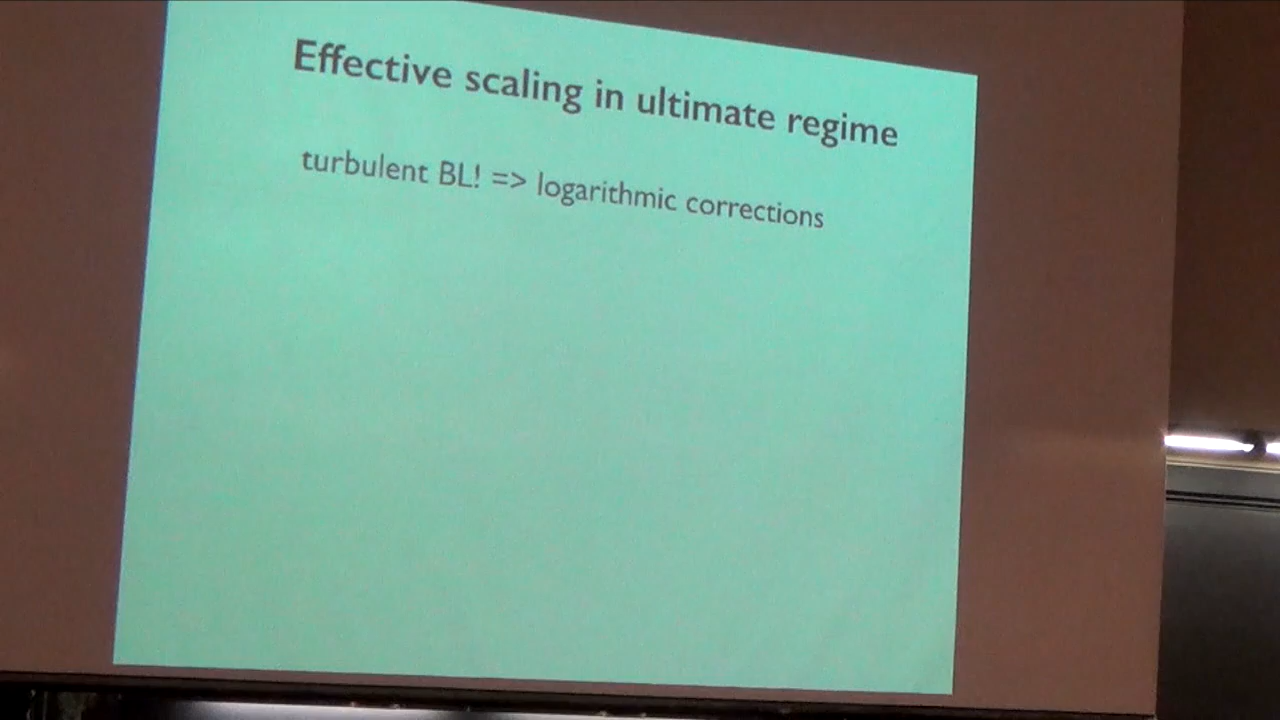 Effective scaling in ultimate regime
turbulent BL! => logarithmic corrections